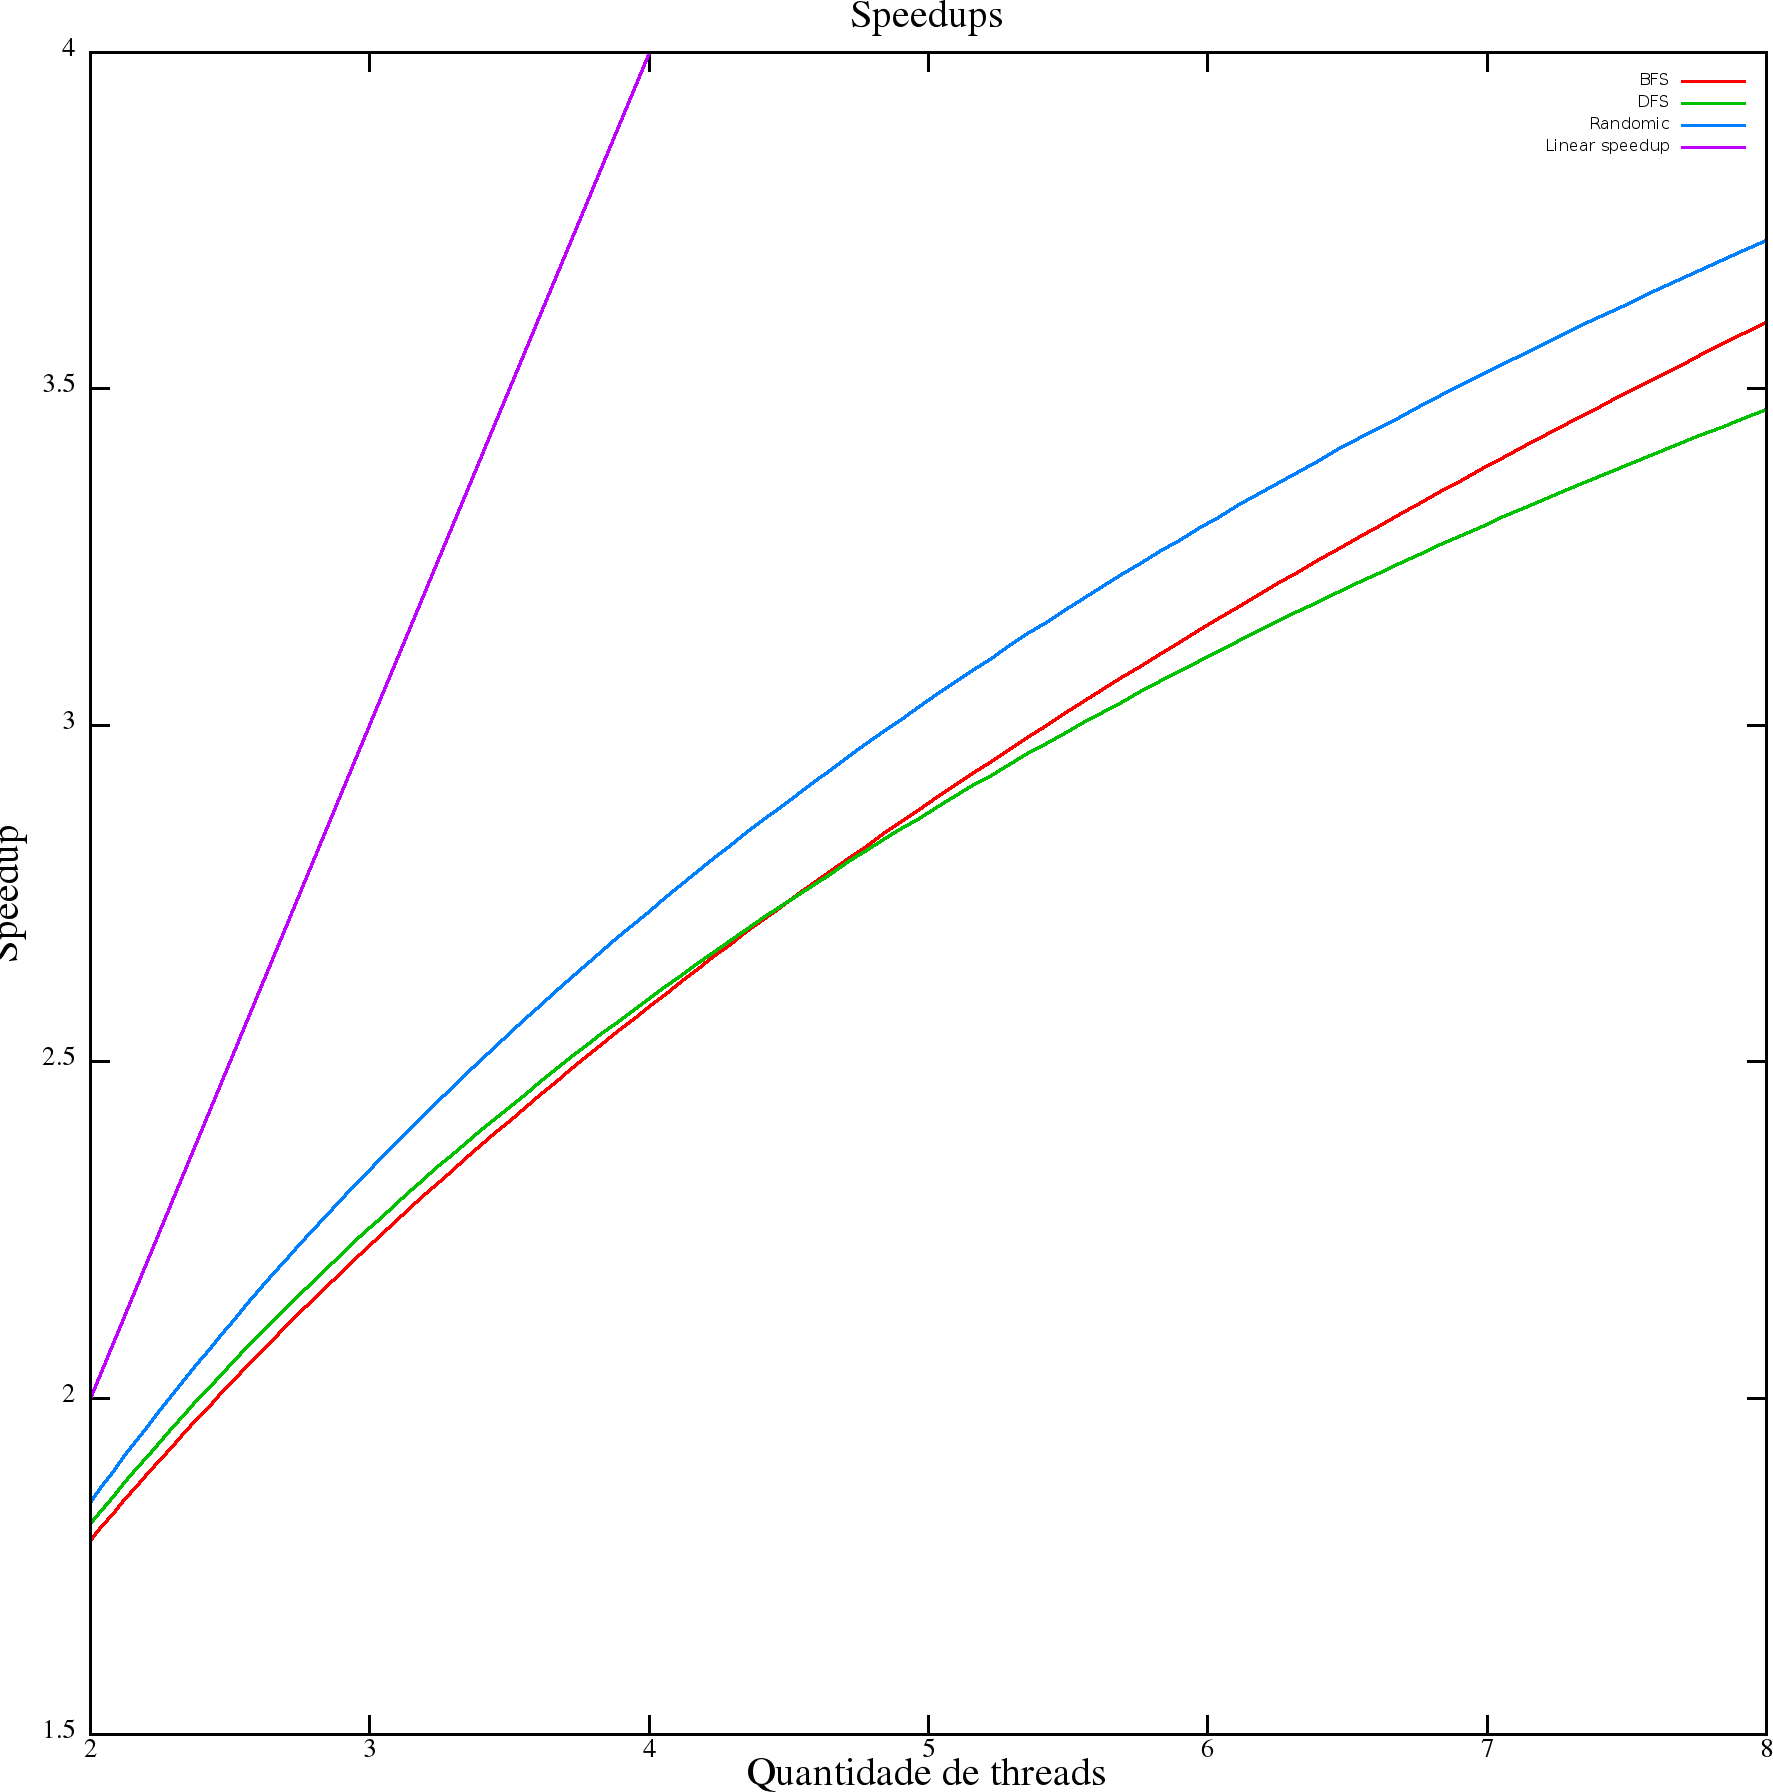 Speedups
BFS
DFS
Randomic
Linear speedup
4
3.5
3
2.5
2
1.5
Speedup
2 3 4 5 6 7 8
Quantidade de threads